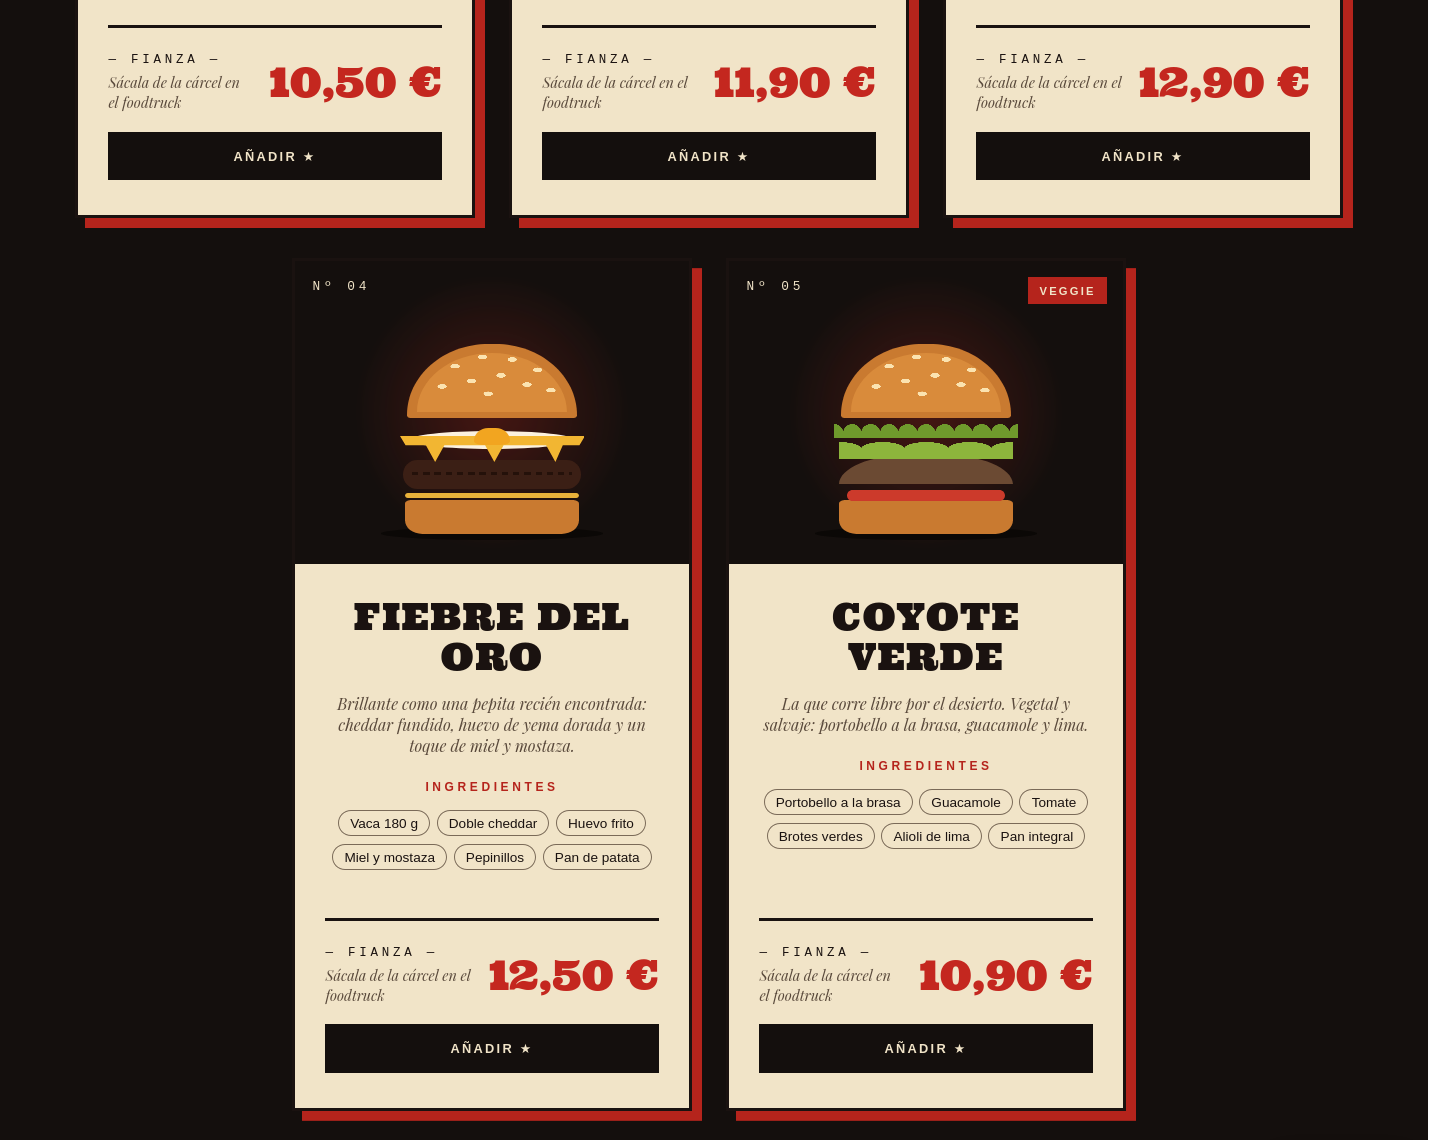 — FIANZA —
Sácala de la cárcel en
el foodtruck
10,50 €
AÑADIR ★
— FIANZA —
Sácala de la cárcel en el
foodtruck
11,90 €
AÑADIR ★
— FIANZA —
Sácala de la cárcel en el
foodtruck
12,90 €
AÑADIR ★
Nº 04
FIEBRE DEL
ORO
Brillante como una pepita recién encontrada:
cheddar fundido, huevo de yema dorada y un
toque de miel y mostaza.
INGREDIENTES
Vaca 180 g Doble cheddar Huevo frito
Miel y mostaza Pepinillos Pan de patata
— FIANZA —
Sácala de la cárcel en el
foodtruck
12,50 €
AÑADIR ★
Nº 05
VEGGIE
COYOTE
VERDE
La que corre libre por el desierto. Vegetal y
salvaje: portobello a la brasa, guacamole y lima.
INGREDIENTES
Portobello a la brasa Guacamole Tomate
Brotes verdes Alioli de lima Pan integral
— FIANZA —
Sácala de la cárcel en
el foodtruck
10,90 €
AÑADIR ★